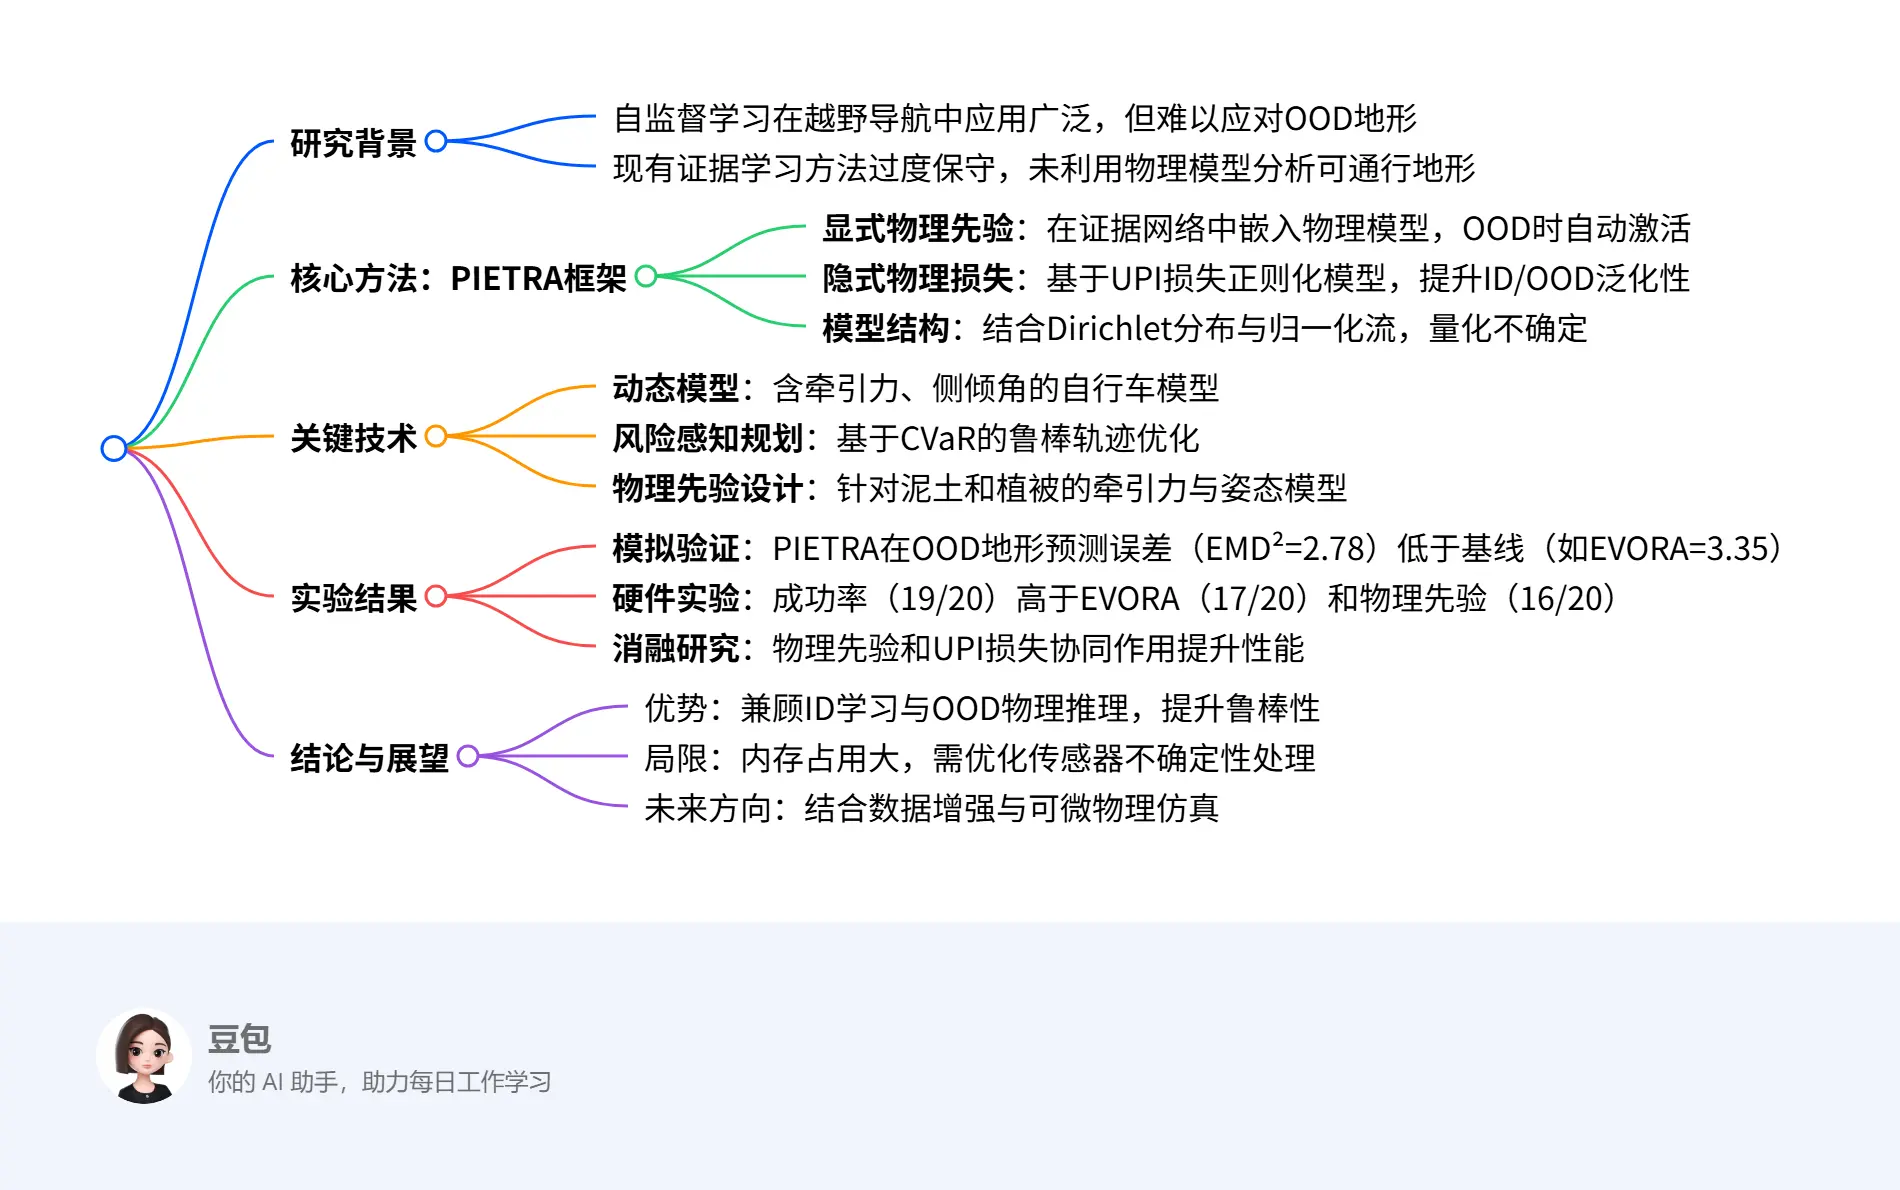 研究背景
自监督学习在越野导航中应用广泛，但难以应对OOD地形
现有证据学习方法过度保守，未利用物理模型分析可通行地形
核心方法：PIETRA框架
显式物理先验：在证据网络中嵌入物理模型，OOD时自动激活
隐式物理损失：基于UPI损失正则化模型，提升ID/OOD泛化性
模型结构：结合Dirichlet分布与归一化流，量化不确定
关键技术
动态模型：含牵引力、侧倾角的自行车模型
风险感知规划：基于CVaR的鲁棒轨迹优化
物理先验设计：针对泥土和植被的牵引力与姿态模型
实验结果
模拟验证：PIETRA在OOD地形预测误差（EMD²=2.78）低于基线（如EVORA=3.35）
硬件实验：成功率（19/20）高于EVORA（17/20）和物理先验（16/20）
消融研究：物理先验和UPI损失协同作用提升性能
结论与展望
优势：兼顾ID学习与OOD物理推理，提升鲁棒性
局限：内存占用大，需优化传感器不确定性处理
未来方向：结合数据增强与可微物理仿真
豆包
你的 AI 助手，助力每日工作学习